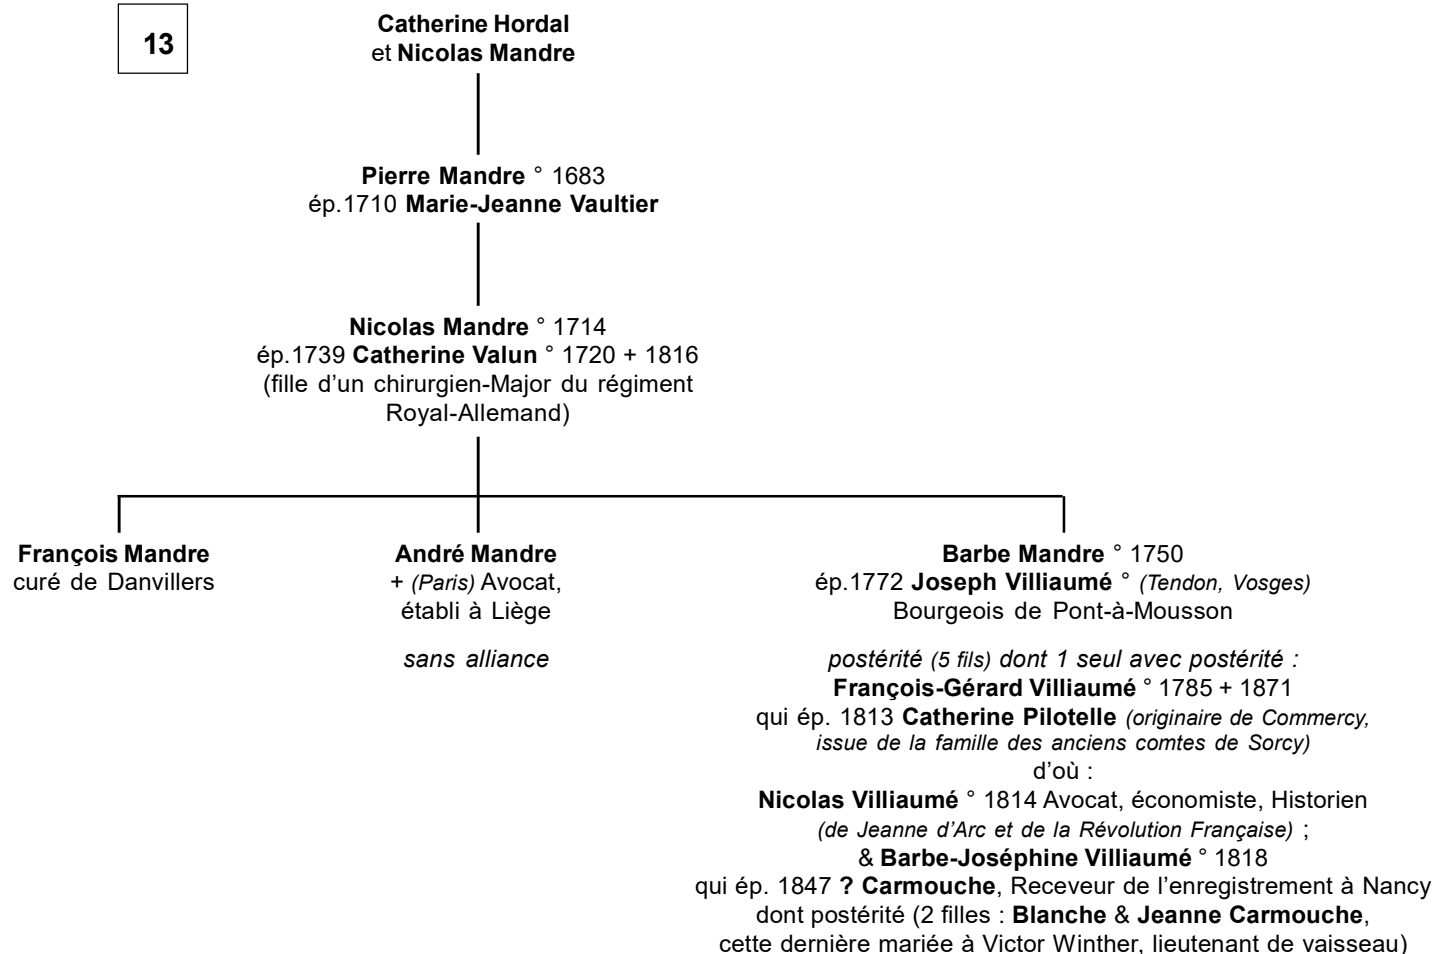 13
Catherine Hordal
et Nicolas Mandre
Pierre Mandre ° 1683
ép.1710 Marie-Jeanne Vaultier
Nicolas Mandre ° 1714
ép.1739 Catherine Valun ° 1720 + 1816
(fille d'un chirurgien-Major du régiment
Royal-Allemand)
François Mandre
curé de Danvillers
André Mandre
+ (Paris) Avocat,
établi à Liège
sans alliance
Barbe Mandre ° 1750
ép.1772 Joseph Villiaumé ° (Tendon, Vosges)
Bourgeois de Pont-à-Mousson
postérité (5 fils) dont 1 seul avec postérité :
François-Gérard Villiaumé ° 1785 + 1871
qui ép. 1813 Catherine Pilotelle (originaire de Commercy,
issue de la famille des anciens comtes de Sorcy)
d'où :
Nicolas Villiaumé ° 1814 Avocat, économiste, Historien
(de Jeanne d'Arc et de la Révolution Française) ;
& Barbe-Joséphine Villiaumé ° 1818
qui ép. 1847 ? Carmouche, Receveur de l'enregistrement à Nancy
dont postérité (2 filles : Blanche & Jeanne Carmouche,
cette dernière mariée à Victor Winther, lieutenant de vaisseau)